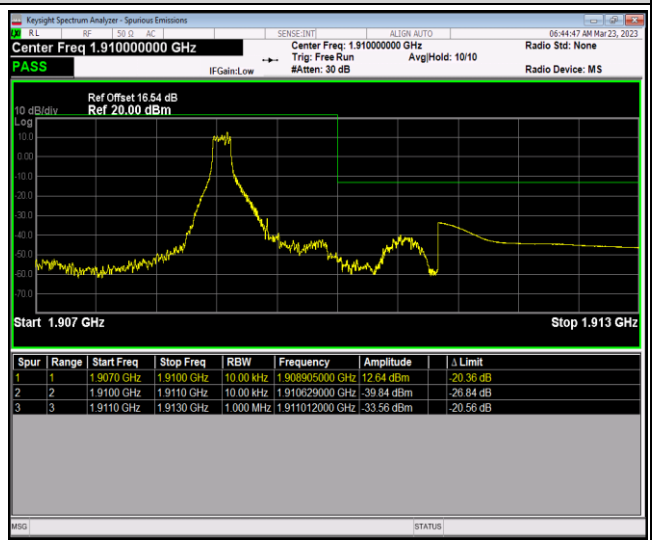 Keysight Spectrum Analyzer - Spurious Emissions
RL RF 50 Ω AC SENSE:INT ALIGN AUTO 06:44:47 AM Mar 23, 2023
Center Freq 1.910000000 GHz Center Freq: 1.910000000 GHz Radio Std: None
PASS Trig: Free Run Avg|Hold: 10/10
IFGain:Low #Atten: 30 dB Radio Device: MS
Ref Offset 16.54 dB
10 dB/div Ref 20.00 dBm
Log
10.0
0.00
-10.0
-20.0
-30.0
-40.0
-50.0
-60.0
-70.0
Start 1.907 GHz Stop 1.913 GHz
Spur Range Start Freq Stop Freq RBW Frequency Amplitude Δ Limit
1 1 1.9070 GHz 1.9100 GHz 10.00 kHz 1.908905000 GHz 12.64 dBm -20.36 dB
2 2 1.9100 GHz 1.9110 GHz 10.00 kHz 1.910629000 GHz -39.84 dBm -26.84 dB
3 3 1.9110 GHz 1.9130 GHz 1.000 MHz 1.911012000 GHz -33.56 dBm -20.56 dB
MSG STATUS